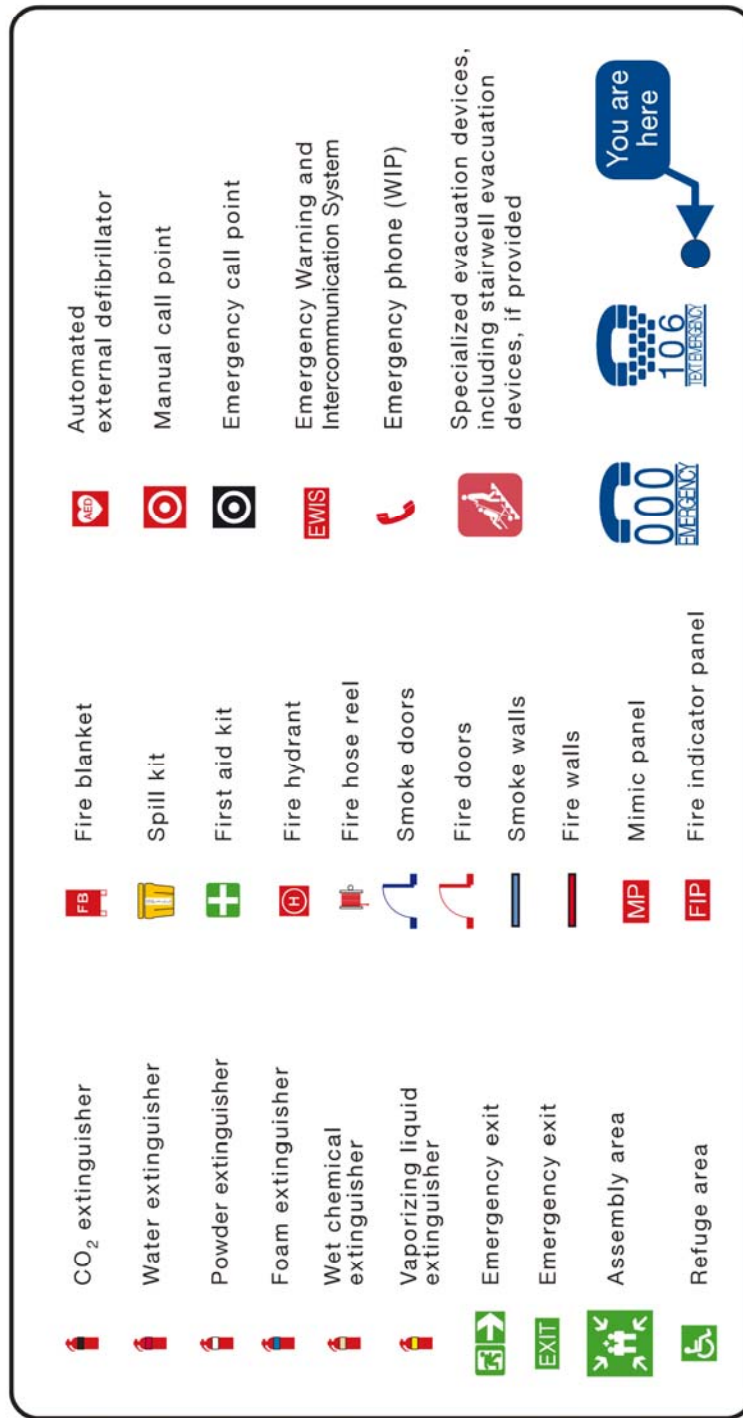 CO₂ extinguisher
Water extinguisher
Powder extinguisher
Foam extinguisher
Wet chemical
extinguisher
Vaporizing liquid
extinguisher
Emergency exit
EXIT Emergency exit
Assembly area
Refuge area
FB Fire blanket
Spill kit
First aid kit
H Fire hydrant
Fire hose reel
Smoke doors
Fire doors
Smoke walls
Fire walls
MP Mimic panel
FIP Fire indicator panel
AED Automated
external defibrillator
Manual call point
Emergency call point
EWIS Emergency Warning and
Intercommunication System
Emergency phone (WIP)
Specialized evacuation devices,
including stairwell evacuation
devices, if provided
000
EMERGENCY
106
TEXT EMERGENCY
You are
here